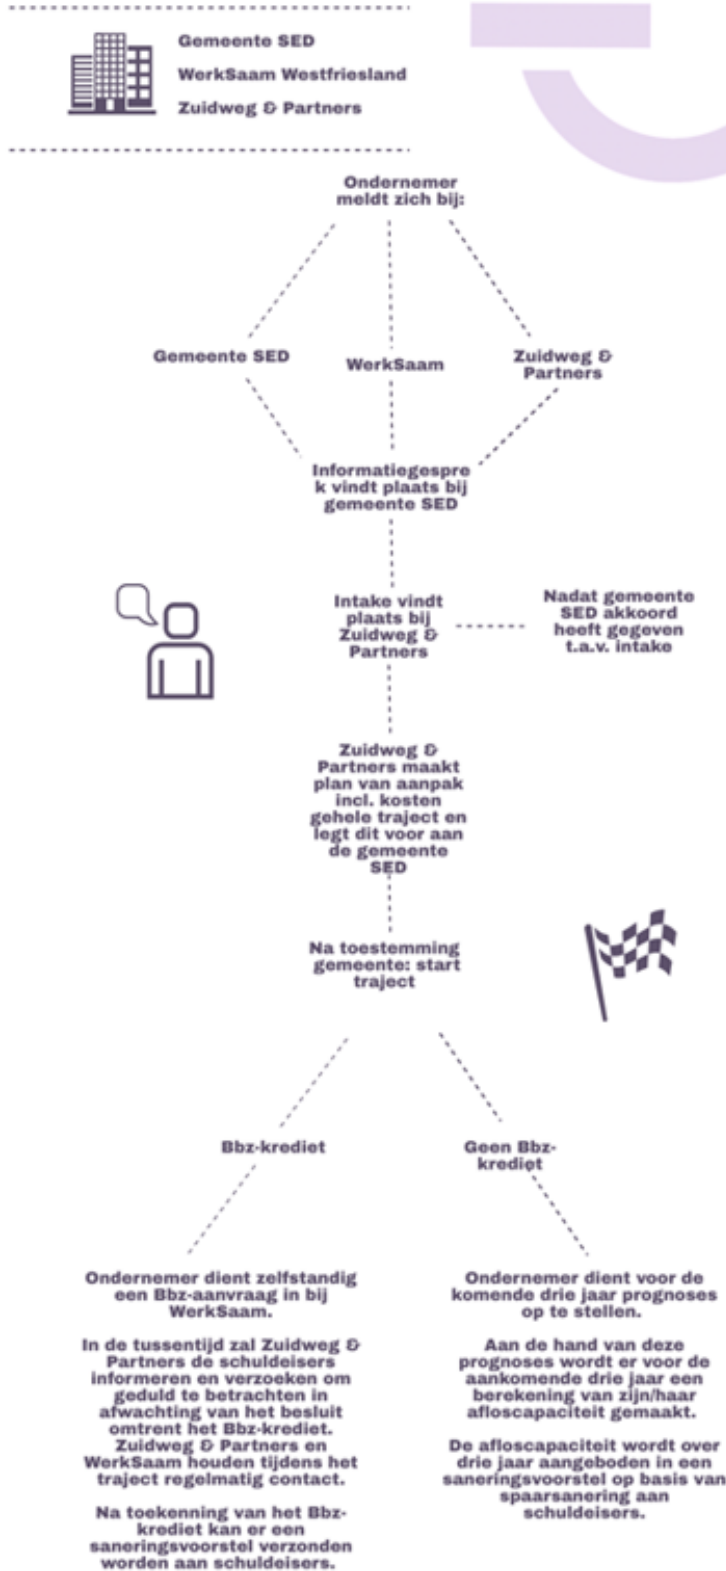 Gemeente SED
WerkSaam Westfriesland
Zuidweg & Partners
Ondernemer
meldt zich bij:
Gemeente SED
WerkSaam
Zuidweg &
Partners
Informatiegespre
k vindt plaats bij
gemeente SED
Intake vindt
plaats bij
Zuidweg &
Partners
Nadat gemeente
SED akkoord
heeft gegeven
t.a.v. intake
Zuidweg &
Partners maakt
plan van aanpak
incl. kosten
gehele traject en
legt dit voor aan
de gemeente
SED
Na toestemming
gemeente: start
traject
Bbz-krediet
Geen Bbz-
krediet
Ondernemer dient zelfstandig
een Bbz-aanvraag in bij
WerkSaam.
In de tussentijd zal Zuidweg &
Partners de schuldeisers
informeren en verzoeken om
geduld te betrachten in
afwachting van het besluit
omtrent het Bbz-krediet.
Zuidweg & Partners en
WerkSaam houden tijdens het
traject regelmatig contact.
Na toekenning van het Bbz-
krediet kan er een
saneringsvoorstel verzonden
worden aan schuldeisers.
Ondernemer dient voor de
komende drie jaar prognoses
op te stellen.
Aan de hand van deze
prognoses wordt er voor de
aankomende drie jaar een
berekening van zijn/haar
afloscapaciteit gemaakt.
De afloscapaciteit wordt over
drie jaar aangeboden in een
saneringsvoorstel op basis van
spaarsanering aan
schuldeisers.